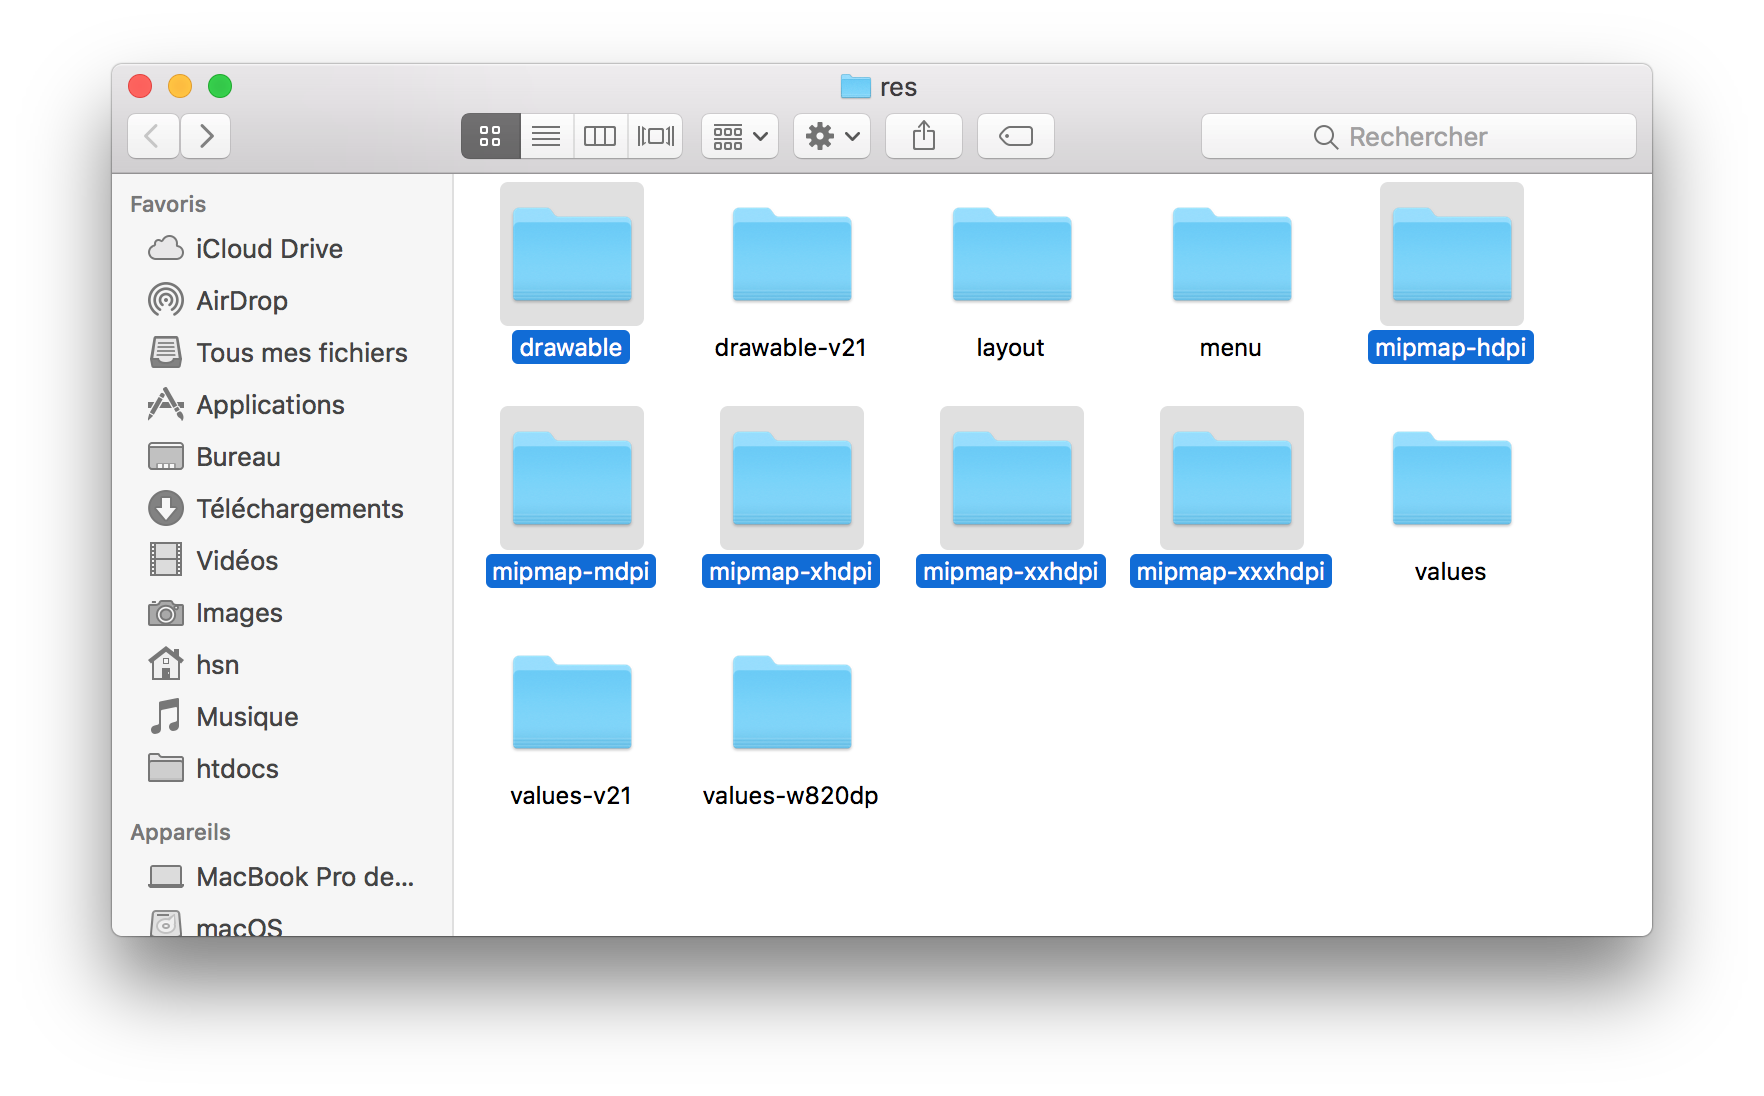 res
Rechercher
Favoris
iCloud Drive
AirDrop
Tous mes fichiers
Applications
Bureau
Téléchargements
Vidéos
Images
hsn
Musique
htdocs
Appareils
MacBook Pro de...
macOS
drawable
drawable-v21
layout
menu
mipmap-hdpi
mipmap-mdpi
mipmap-xhdpi
mipmap-xxhdpi
mipmap-xxxhdpi
values
values-v21
values-w820dp